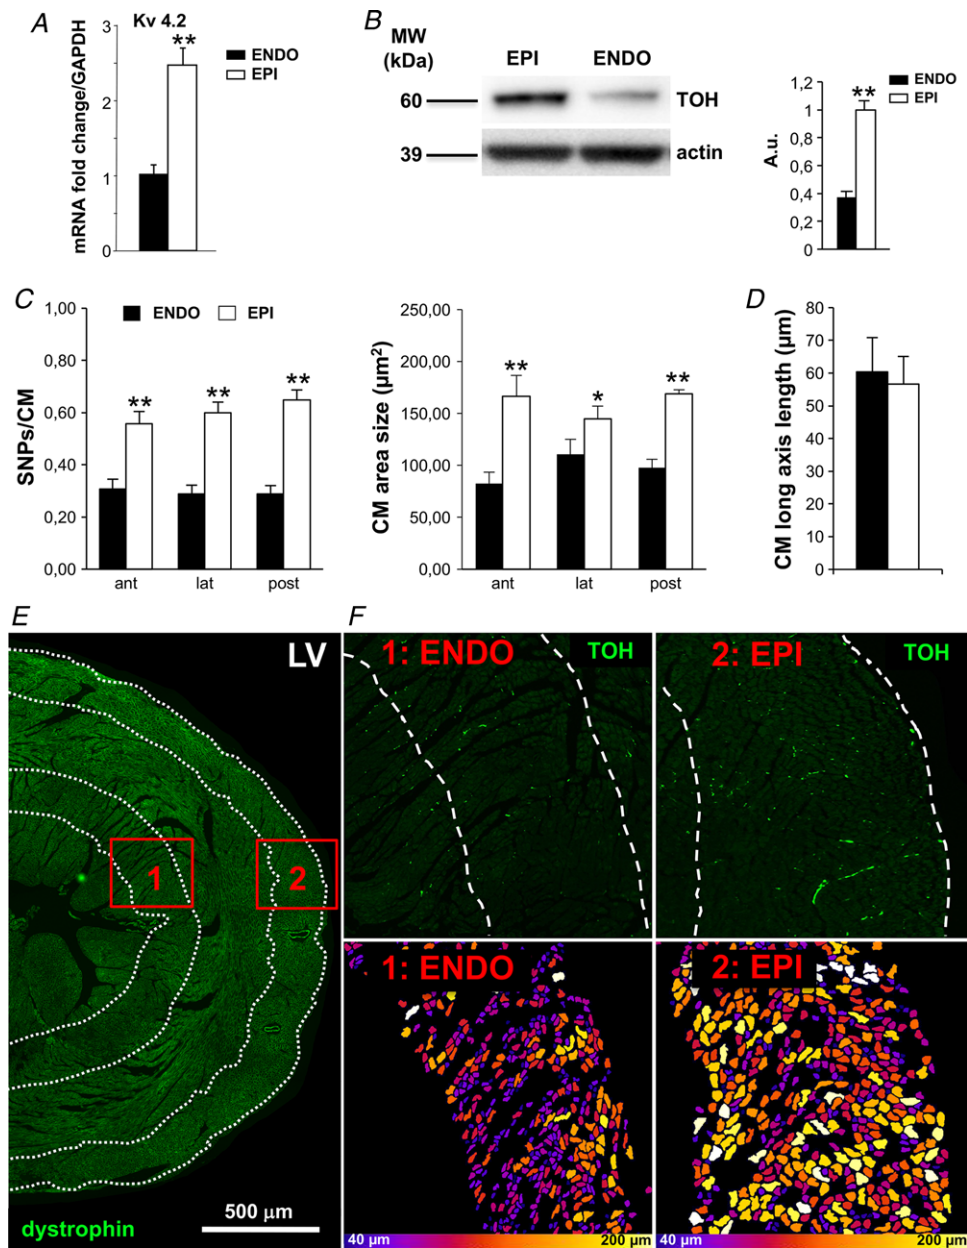 A
Kv 4.2
mRNA fold change/GAPDH
3
2
1
0
**
ENDO
EPI
B
MW
(kDa)
EPI
ENDO
60
TOH
39
actin
ENDO
EPI
A.u.
1,2
1
0,8
0,6
0,4
0,2
0
**
C
SNPs/CM
1,00
0,80
0,60
0,40
0,20
0,00
ENDO
EPI
**
**
**
ant
lat
post
CM area size (µm²)
250,00
200,00
150,00
100,00
50,00
0,00
**
*
**
ant
lat
post
D
CM long axis length (µm)
80
70
60
50
40
30
20
10
0
E
LV
1
2
dystrophin
500 µm
F
1: ENDO
TOH
2: EPI
TOH
1: ENDO
2: EPI
40 µm
200 µm
40 µm
200 µm